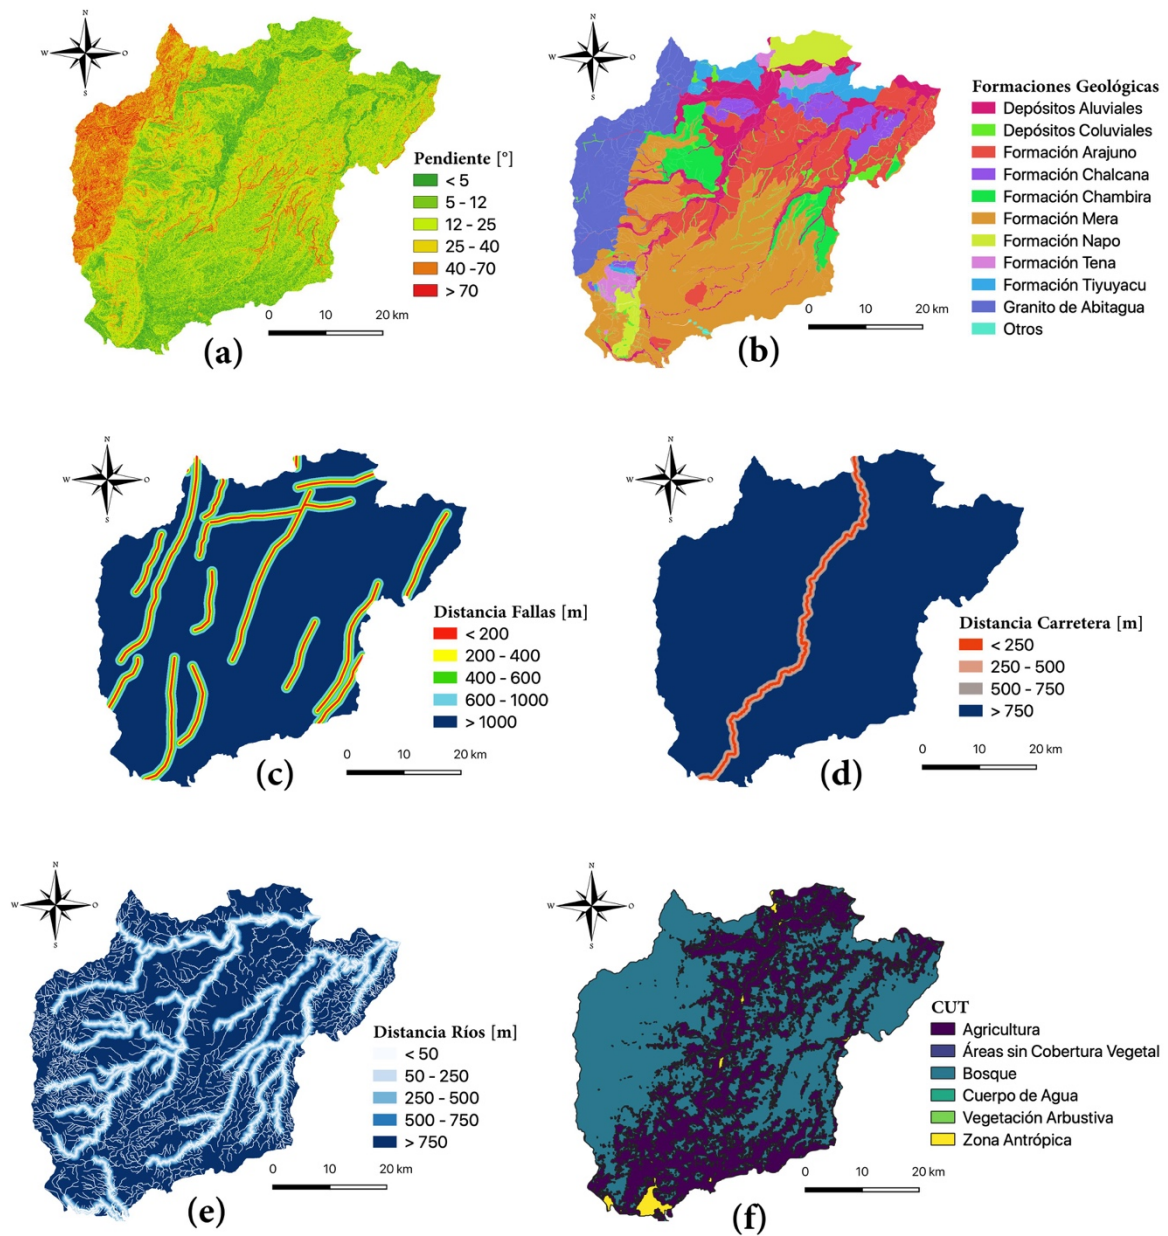 N
W
O
S
Pendiente [°]
< 5
5 - 12
12 - 25
25 - 40
40 -70
> 70
0 10 20 km
(a)
N
W
O
S
Formaciones Geológicas
Depósitos Aluviales
Depósitos Coluviales
Formación Arajuno
Formación Chalcana
Formación Chambira
Formación Mera
Formación Napo
Formación Tena
Formación Tiyuyacu
Granito de Abitagua
Otros
0 10 20 km
(b)
N
W
O
S
Distancia Fallas [m]
< 200
200 - 400
400 - 600
600 - 1000
> 1000
0 10 20 km
(c)
N
W
O
S
Distancia Carretera [m]
< 250
250 - 500
500 - 750
> 750
0 10 20 km
(d)
N
W
O
S
Distancia Ríos [m]
< 50
50 - 250
250 - 500
500 - 750
> 750
0 10 20 km
(e)
N
W
O
S
CUT
Agricultura
Áreas sin Cobertura Vegetal
Bosque
Cuerpo de Agua
Vegetación Arbustiva
Zona Antrópica
0 10 20 km
(f)